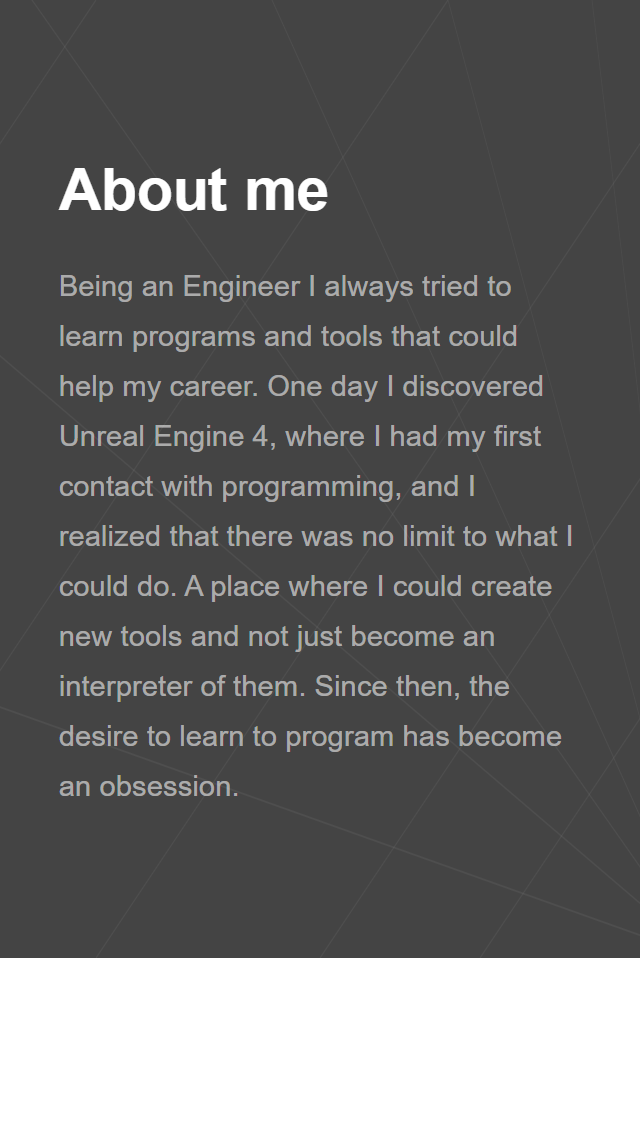 About me
Being an Engineer I always tried to
learn programs and tools that could
help my career. One day I discovered
Unreal Engine 4, where I had my first
contact with programming, and I
realized that there was no limit to what I
could do. A place where I could create
new tools and not just become an
interpreter of them. Since then, the
desire to learn to program has become
an obsession.